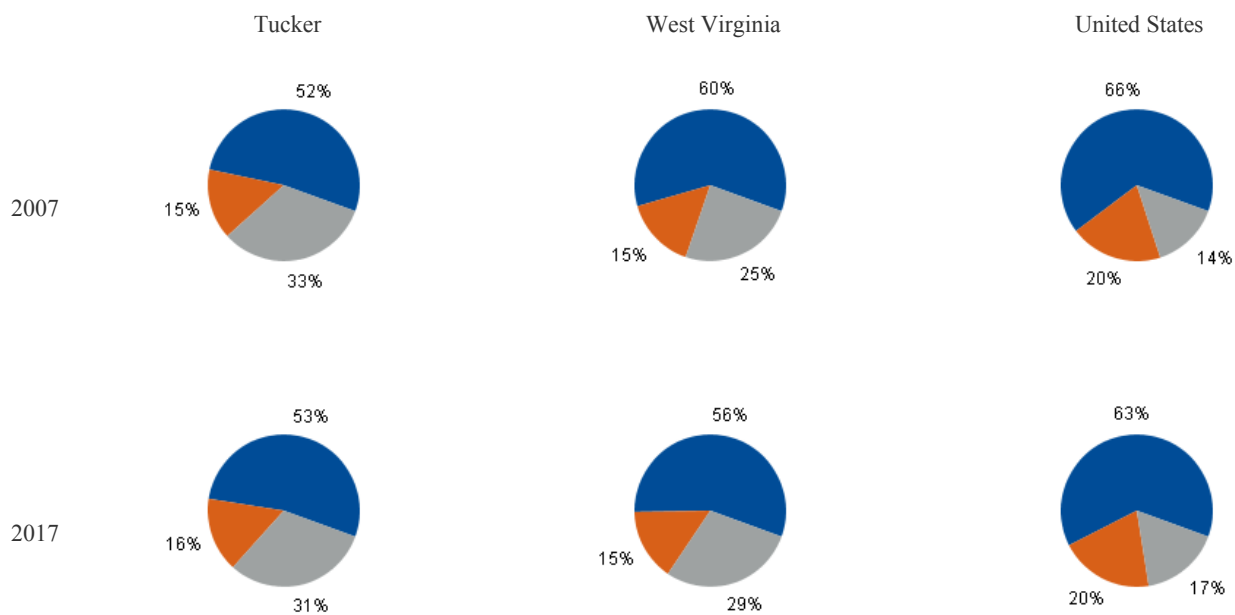 Tucker West Virginia United States
52% 60% 66%
2007
15% 15% 20% 14%
33% 25%
53% 56% 63%
2017
16% 15% 20% 17%
31% 29%